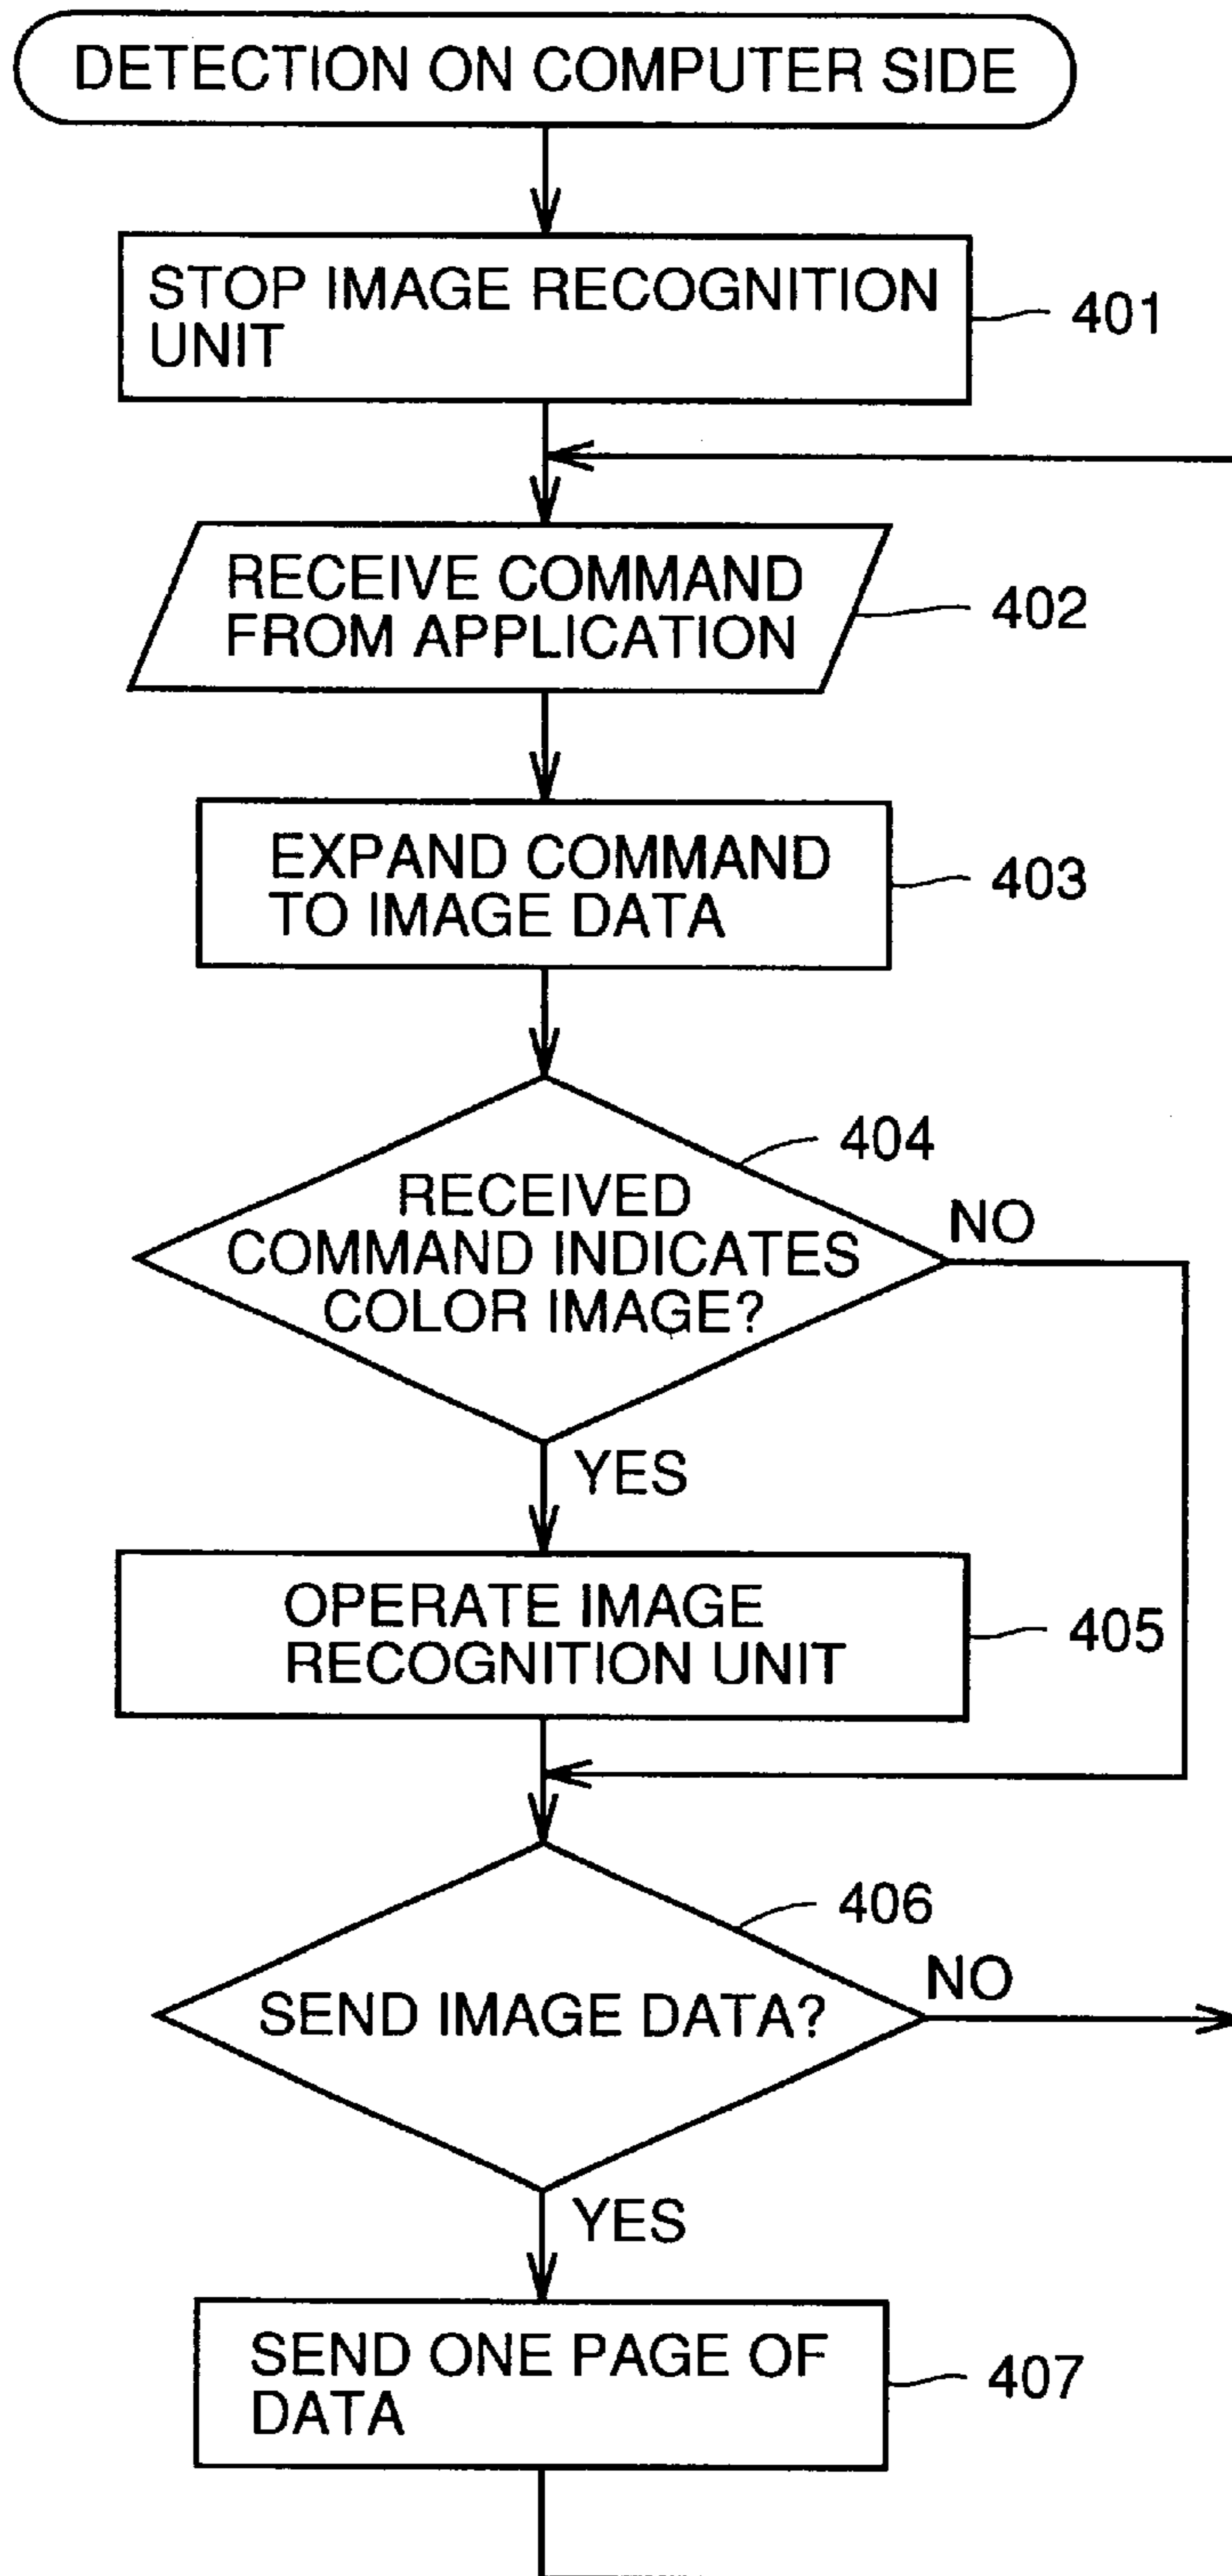 DETECTION ON COMPUTER SIDE
STOP IMAGE RECOGNITION
UNIT
401
RECEIVE COMMAND
FROM APPLICATION
402
EXPAND COMMAND
TO IMAGE DATA
403
404
RECEIVED
COMMAND INDICATES
COLOR IMAGE?
NO
YES
OPERATE IMAGE
RECOGNITION UNIT
405
406
SEND IMAGE DATA?
NO
YES
SEND ONE PAGE OF
DATA
407